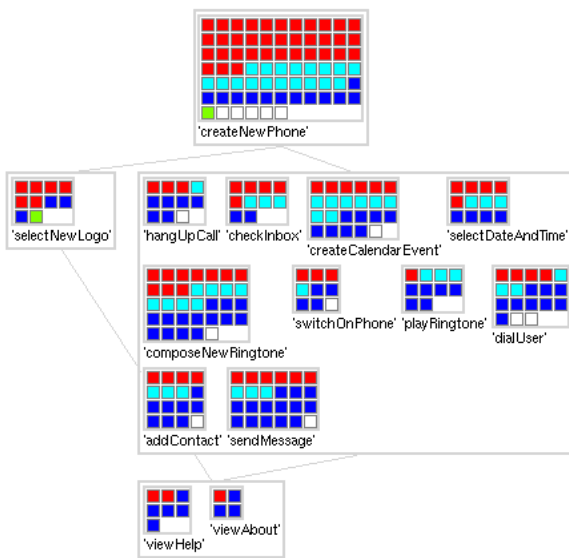 'createNewPhone'
'selectNewLogo'
'hangUpCall'
'checkInbox'
'createCalendarEvent'
'selectDateAndTime'
'composeNewRingtone'
'switchOnPhone'
'playRingtone'
'dialUser'
'addContact'
'sendMessage'
'viewHelp'
'viewAbout'